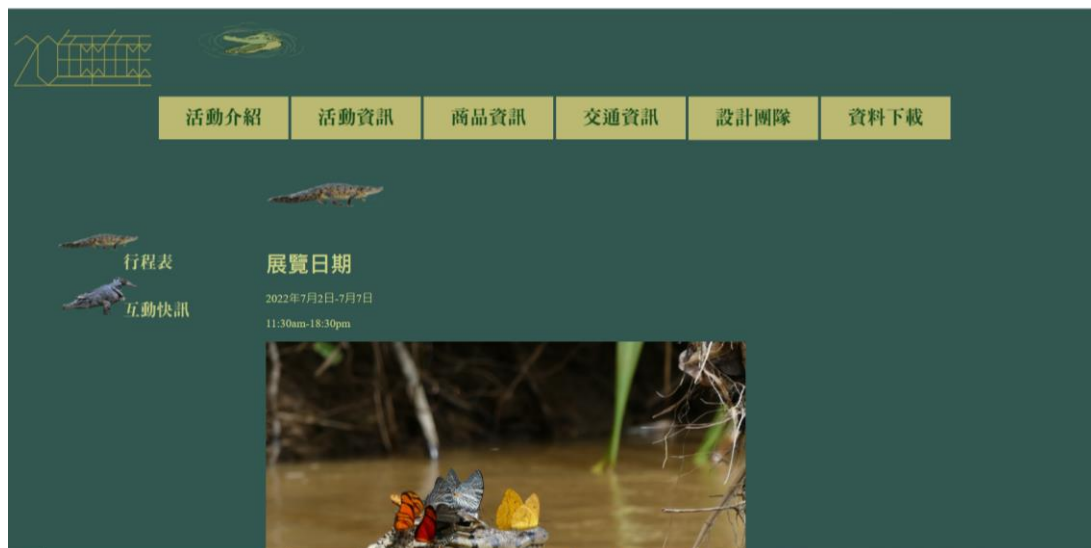 活動介紹
活動資訊
商品資訊
交通資訊
設計團隊
資料下載
行程表
互動快訊
展覽日期
2022年7月2日-7月7日
11:30am-18:30pm